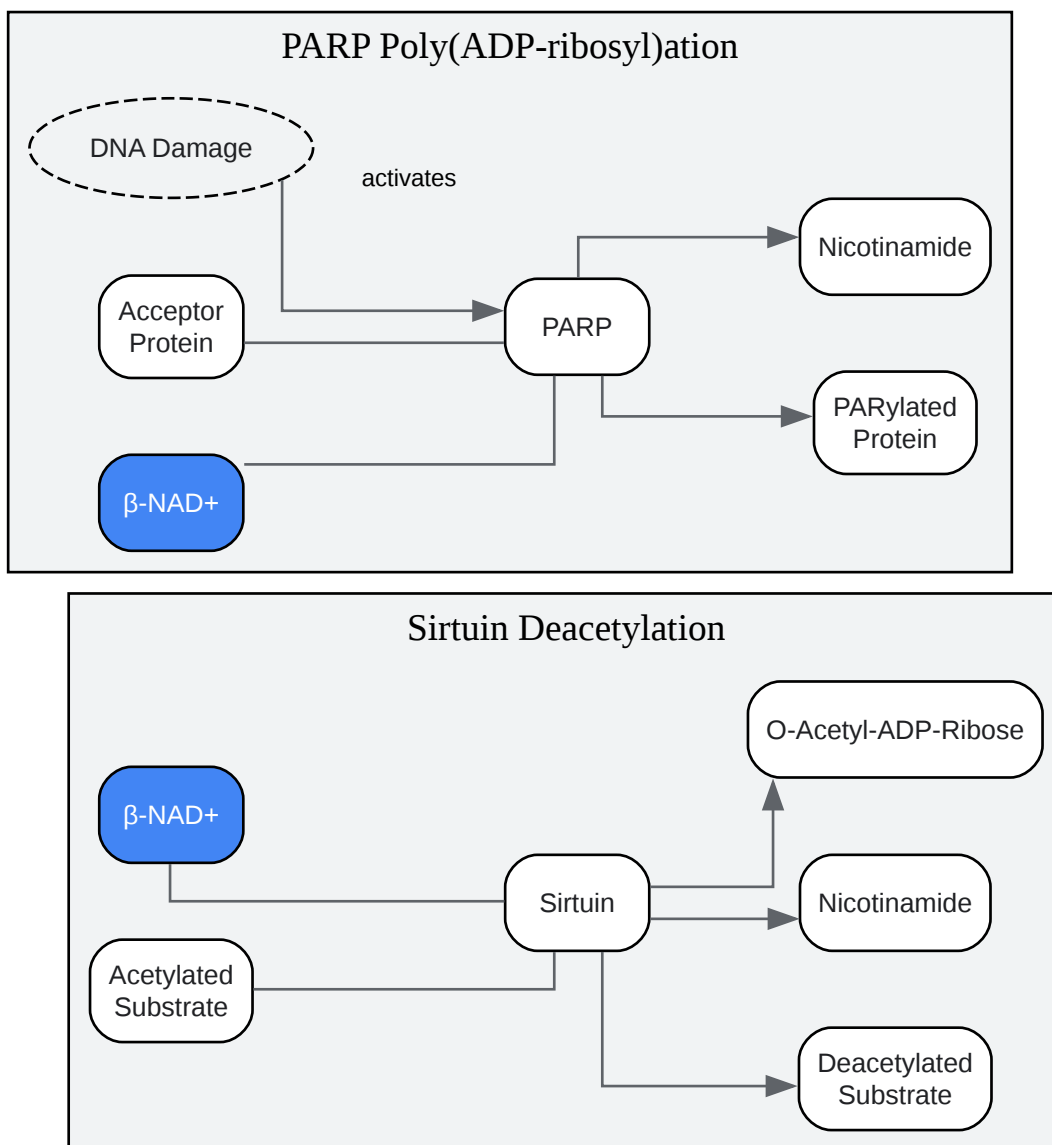 PARP Poly(ADP-ribosyl)ation
DNA Damage
activates
Nicotinamide
Acceptor
Protein
PARP
PARylated
Protein
β-NAD+
Sirtuin Deacetylation
O-Acetyl-ADP-Ribose
β-NAD+
Sirtuin
Nicotinamide
Acetylated
Substrate
Deacetylated
Substrate